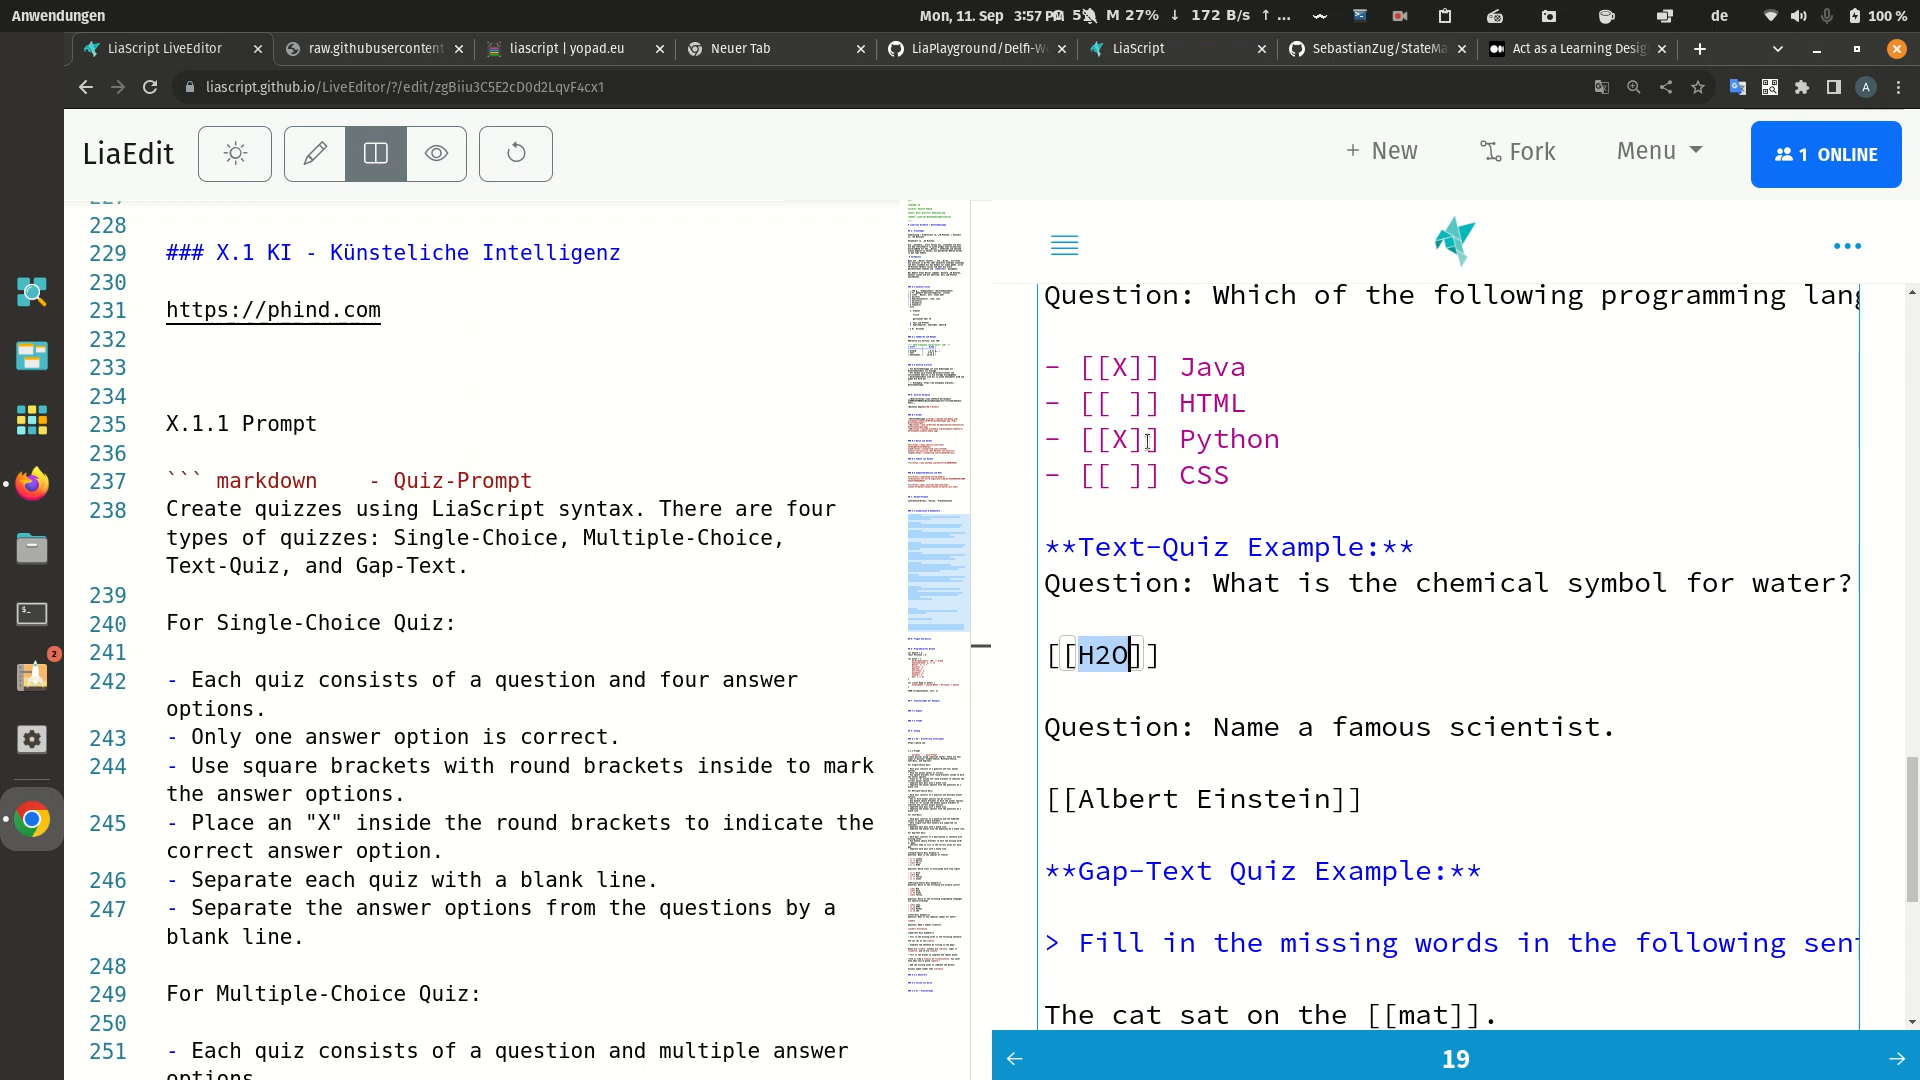 Anwendungen
Mon, 11. Sep 3:57 PM
M 27% ↓ 172 B/s ↑ ...
de
100 %
LiaScript LiveEditor
raw.githubusercontent
liascript | yopad.eu
Neuer Tab
LiaPlayground/Delfi-W
LiaScript
SebastianZug/StateMa
Act as a Learning Desig
liascript.github.io/LiveEditor/?/edit/zgBiiu3C5E2cD0d2LqvF4cx1
A
LiaEdit
+ New
Fork
Menu
1 ONLINE
227
228
229 ### X.1 KI - Künsteliche Intelligenz
230
231 https://phind.com
232
233
234
235 X.1.1 Prompt
236
237 ``` markdown    - Quiz-Prompt
238 Create quizzes using LiaScript syntax. There are four
types of quizzes: Single-Choice, Multiple-Choice,
Text-Quiz, and Gap-Text.
239
240 For Single-Choice Quiz:
241
242 - Each quiz consists of a question and four answer
options.
243 - Only one answer option is correct.
244 - Use square brackets with round brackets inside to mark
the answer options.
245 - Place an "X" inside the round brackets to indicate the
correct answer option.
246 - Separate each quiz with a blank line.
247 - Separate the answer options from the questions by a
blank line.
248
249 For Multiple-Choice Quiz:
250
251 - Each quiz consists of a question and multiple answer
options
Question: Which of the following programming lang
- [[X]] Java
- [[ ]] HTML
- [[X]] Python
- [[ ]] CSS
**Text-Quiz Example:**
Question: What is the chemical symbol for water?
[[H2O]]
Question: Name a famous scientist.
[[Albert Einstein]]
**Gap-Text Quiz Example:**
> Fill in the missing words in the following sen
The cat sat on the [[mat]].
19
2